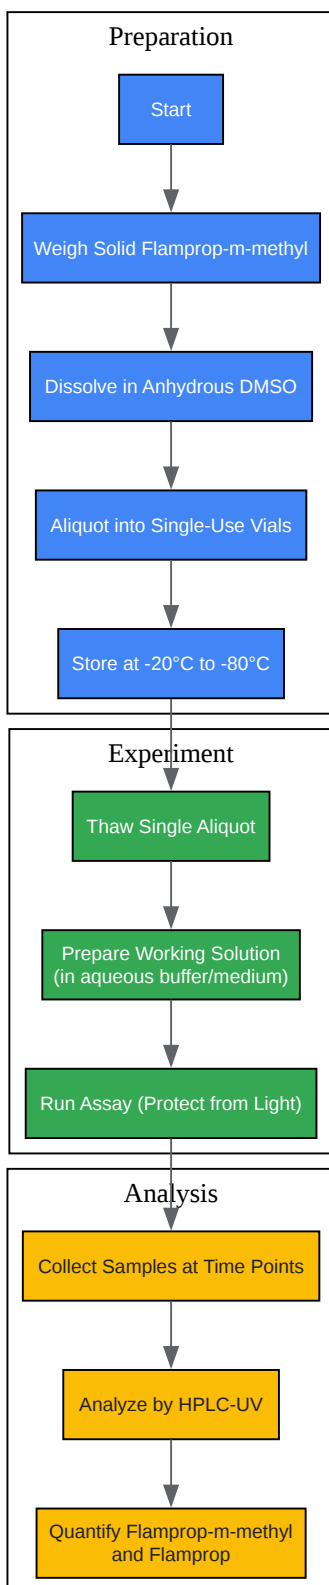 Preparation
Start
Weigh Solid Flamprop-m-methyl
Dissolve in Anhydrous DMSO
Aliquot into Single-Use Vials
Store at -20°C to -80°C
Experiment
Thaw Single Aliquot
Prepare Working Solution
(in aqueous buffer/medium)
Run Assay (Protect from Light)
Analysis
Collect Samples at Time Points
Analyze by HPLC-UV
Quantify Flamprop-m-methyl
and Flamprop